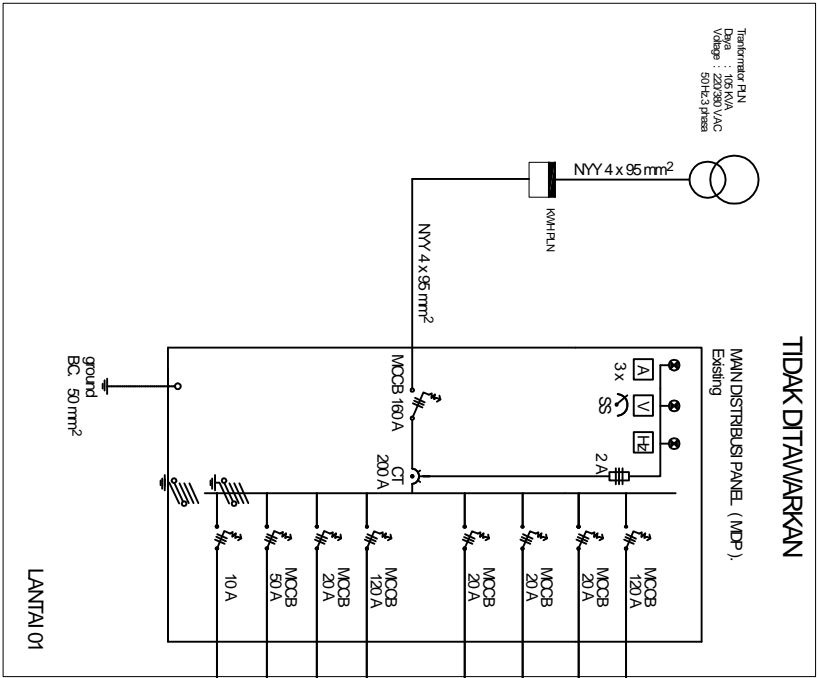 TIDAK DITAWARKAN
Tranformator PLN
Daya : 105 KVA
Voltage : 220/380 VAC
50 Hz.3 phasa
NYY 4 x 95 mm²
KWH PLN
NYY 4 x 95 mm²
MAIN DISTRIBUSI PANEL ( MDP ).
Existing
A
V
Hz
3 x
SS
2 A
MCCB 160 A
CT
200 A
MCCB
120 A
MCCB
20 A
MCCB
20 A
MCCB
20 A
MCCB
120 A
MCCB
20 A
MCCB
50 A
10 A
ground
BC. 50 mm²
LANTAI 01